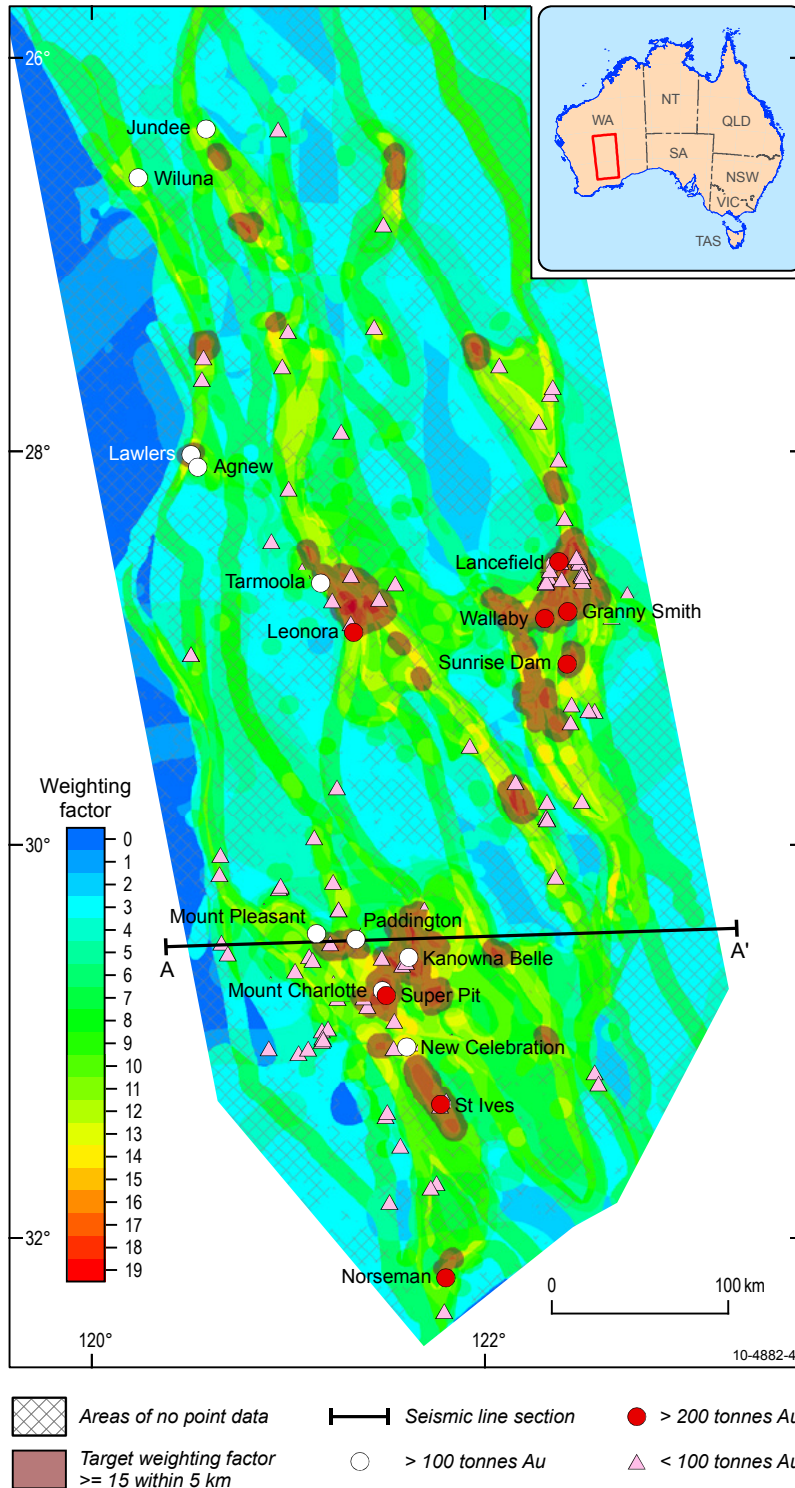 26°
Jundee
Wiluna
WA
NT
QLD
SA
NSW
VIC
TAS
28°
Lawlers
Agnew
Lancefield
Tarmoola
Wallaby
Granny Smith
Leonora
Sunrise Dam
Weighting
factor
0
1
2
3
4
5
6
7
8
9
10
11
12
13
14
15
16
17
18
19
30°
Mount Pleasant
Paddington
A
A'
Kanowna Belle
Mount Charlotte
Super Pit
New Celebration
St Ives
32°
Norseman
0
100 km
120°
122°
10-4882-4
Areas of no point data
Seismic line section
> 200 tonnes Au
Target weighting factor
>= 15 within 5 km
> 100 tonnes Au
< 100 tonnes Au